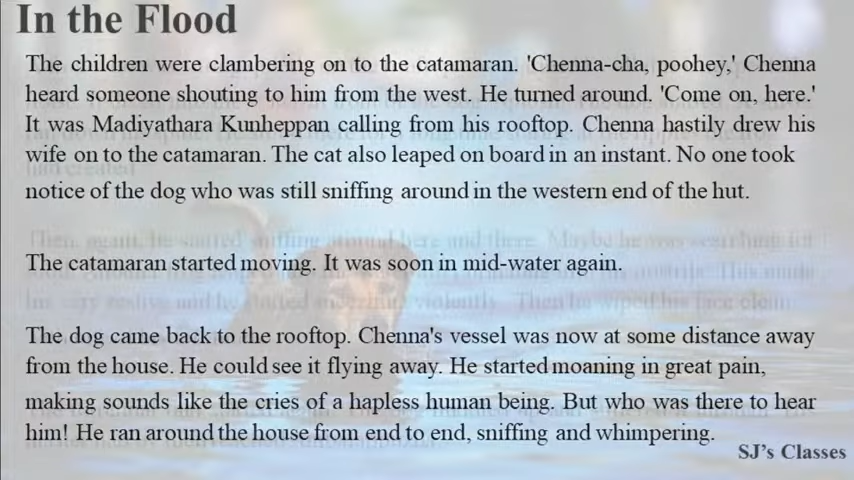 In the Flood
The children were clambering on to the catamaran. 'Chenna-cha, poohey,' Chenna
heard someone shouting to him from the west. He turned around. 'Come on, here.'
It was Madiyathara Kunheppan calling from his rooftop. Chenna hastily drew his
wife on to the catamaran. The cat also leaped on board in an instant. No one took
notice of the dog who was still sniffing around in the western end of the hut.
The catamaran started moving. It was soon in mid-water again.
The dog came back to the rooftop. Chenna's vessel was now at some distance away
from the house. He could see it flying away. He started moaning in great pain,
making sounds like the cries of a hapless human being. But who was there to hear
him! He ran around the house from end to end, sniffing and whimpering.
SJ's Classes